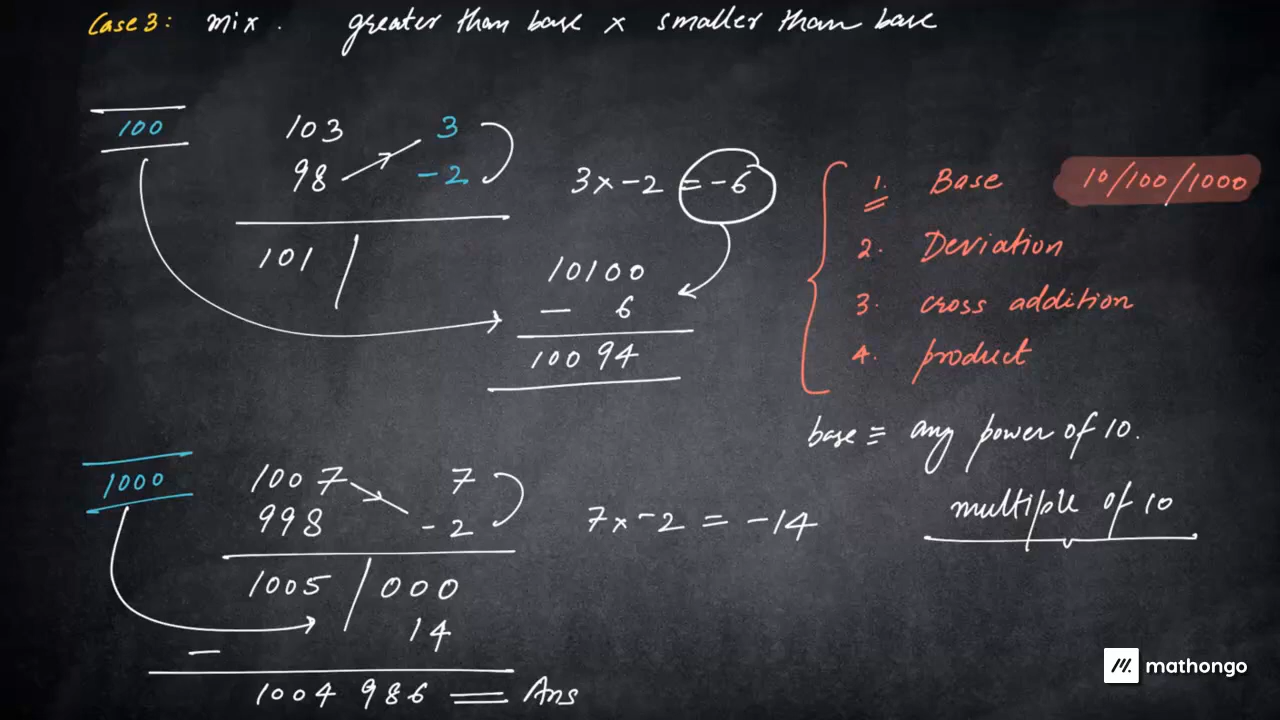 Case 3: mix. greater than base x smaller than base
100
103 3
98 -2
101
3 x -2 = -6
10100
- 6
10094
1. Base 10/100/1000
2. Deviation
3. cross addition
4. product
base = any power of 10.
multiple of 10
1000
1007 7
998 -2
7 x -2 = -14
1005 / 000
- 14
1004 986 = Ans
mathongo